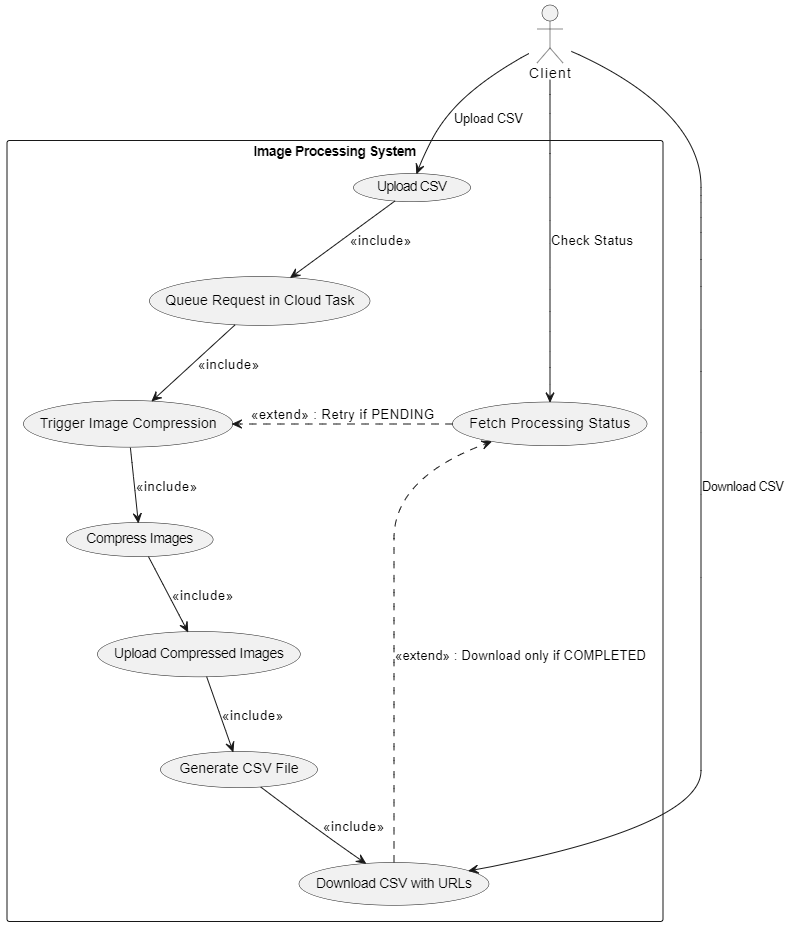 Client
Upload CSV
Image Processing System
Upload CSV
«include»
Check Status
Queue Request in Cloud Task
«include»
«extend» : Retry if PENDING
Trigger Image Compression
Fetch Processing Status
«include»
Download CSV
Compress Images
«include»
Upload Compressed Images
«extend» : Download only if COMPLETED
«include»
Generate CSV File
«include»
Download CSV with URLs